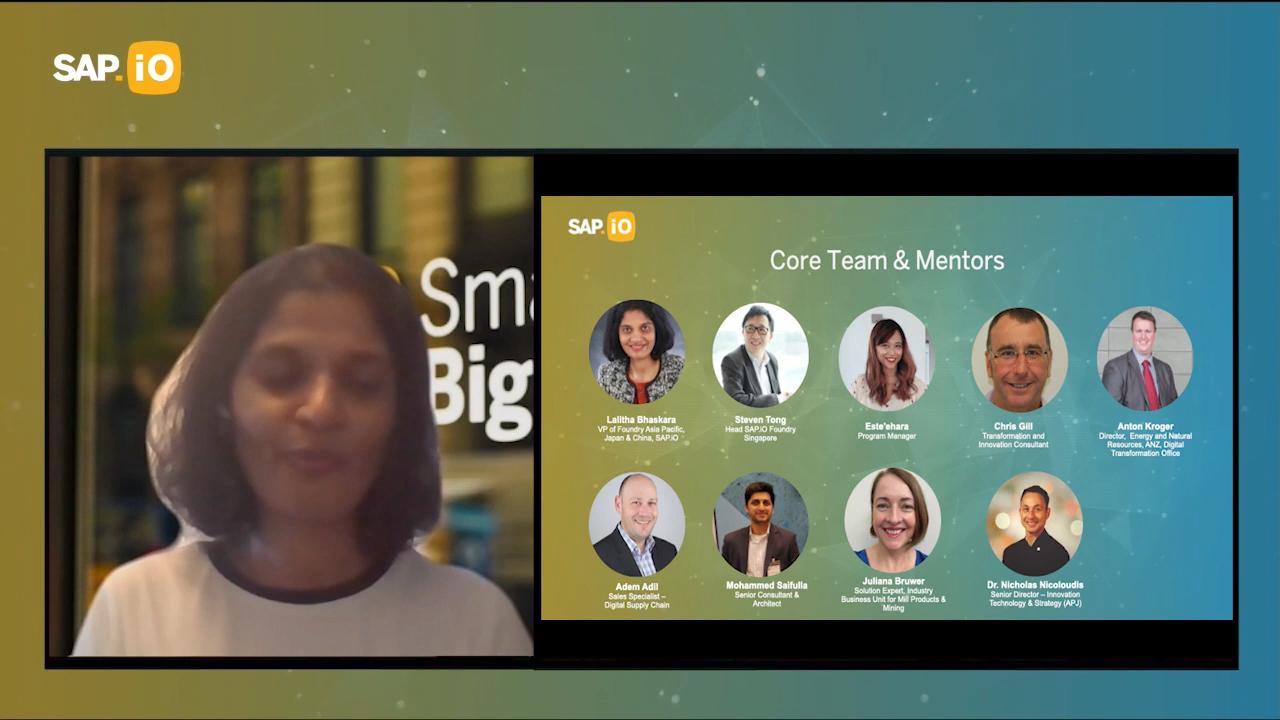 SAP.iO
Sma
Big
SAP.iO
Core Team & Mentors
Lalitha Bhaskara
VP of Foundry Asia Pacific,
Japan & China, SAP.iO
Steven Tong
Head SAP.iO Foundry
Singapore
Este'ehara
Program Manager
Chris Gill
Transformation and
Innovation Consultant
Anton Kroger
Director, Energy and Natural
Resources, ANZ, Digital
Transformation Office
Adem Adil
Sales Specialist –
Digital Supply Chain
Mohammed Saifulla
Senior Consultant &
Architect
Juliana Bruwer
Solution Expert, Industry
Business Unit for Mill Products &
Mining
Dr. Nicholas Nicoloudis
Senior Director – Innovation
Technology & Strategy (APJ)